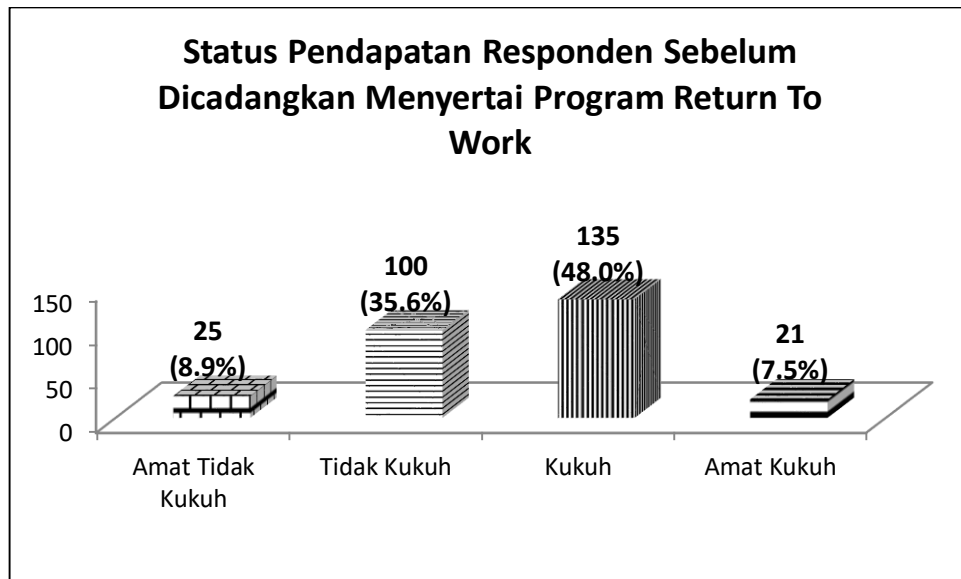 Status Pendapatan Responden Sebelum
Dicadangkan Menyertai Program Return To
Work
135
(48.0%)
100
(35.6%)
25
(8.9%)
21
(7.5%)
150
100
50
0
Amat Tidak
Kukuh
Tidak Kukuh
Kukuh
Amat Kukuh